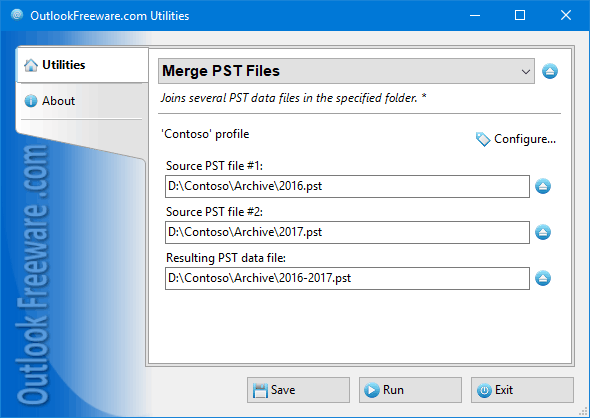 OutlookFreeware.com Utilities
Utilities
About
Merge PST Files
Joins several PST data files in the specified folder. *
'Contoso' profile
Configure...
Source PST file #1:
D:\Contoso\Archive\2016.pst
Source PST file #2:
D:\Contoso\Archive\2017.pst
Resulting PST data file:
D:\Contoso\Archive\2016-2017.pst
Outlook Freeware .com
Save
Run
Exit